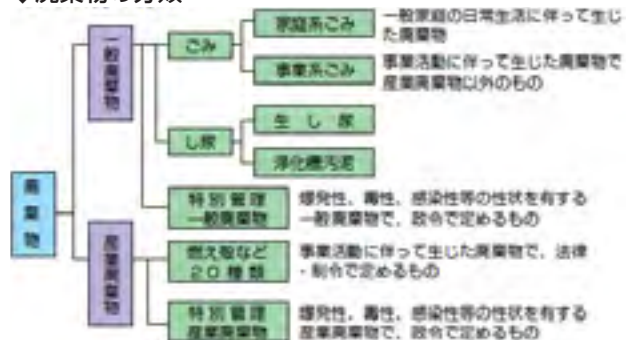 一般廃棄物
ごみ
家庭系ごみ
一般家庭の日常生活に伴って生じ
た廃棄物
事業系ごみ
事業活動に伴って生じた廃棄物で
産業廃棄物以外のもの
し尿
生し尿
浄化槽汚泥
廃棄物
特別管理
一般廃棄物
爆発性、毒性、感染性等の性状を有する
一般廃棄物で、政令で定めるもの
産業廃棄物
燃え殻など
20種類
事業活動に伴って生じた廃棄物で、法律
・制令で定めるもの
特別管理
産業廃棄物
爆発性、毒性、感染性等の性状を有する
産業廃棄物で、政令で定めるもの